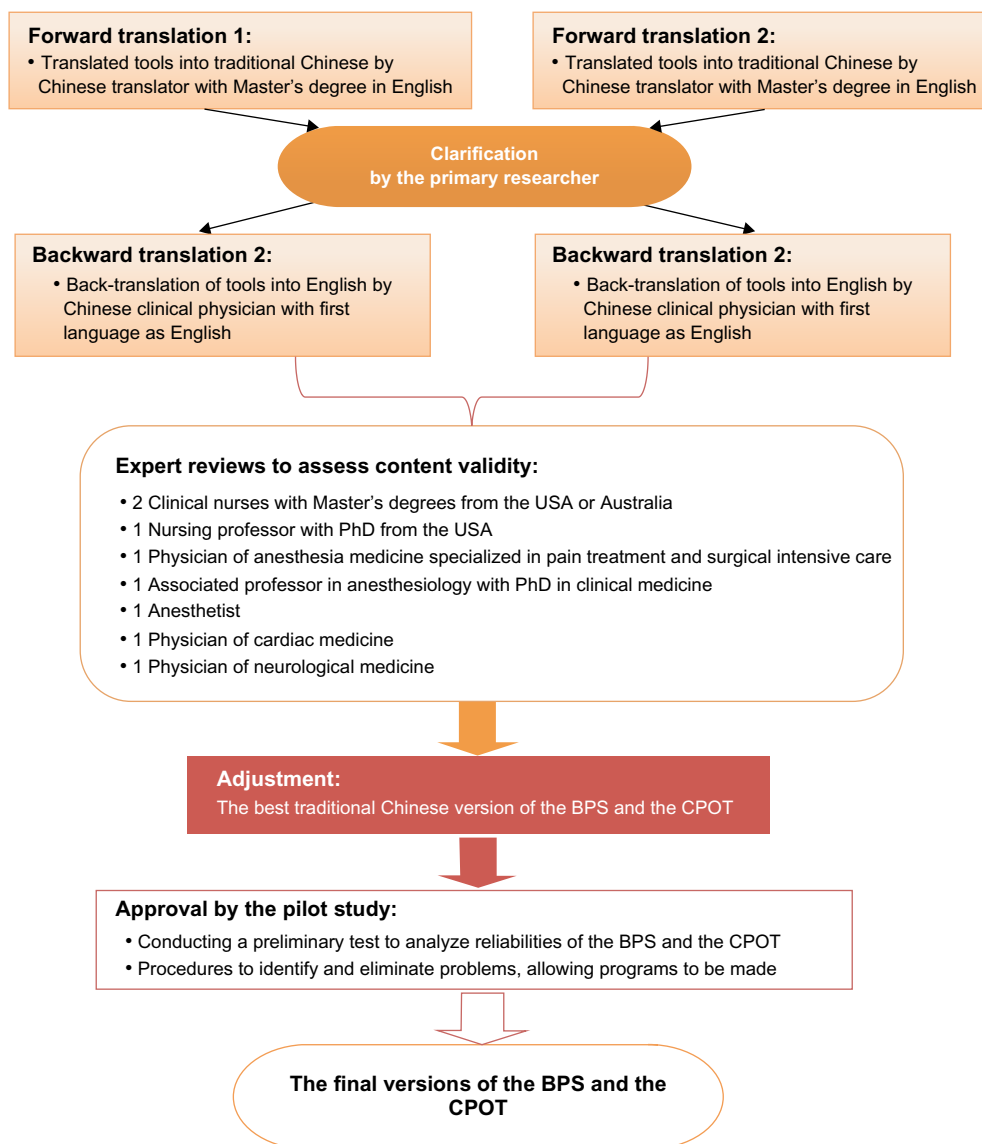 Forward translation 1:
• Translated tools into traditional Chinese by
Chinese translator with Master's degree in English
Forward translation 2:
• Translated tools into traditional Chinese by
Chinese translator with Master's degree in English
Clarification
by the primary researcher
Backward translation 2:
• Back-translation of tools into English by
Chinese clinical physician with first
language as English
Backward translation 2:
• Back-translation of tools into English by
Chinese clinical physician with first
language as English
Expert reviews to assess content validity:
• 2 Clinical nurses with Master's degrees from the USA or Australia
• 1 Nursing professor with PhD from the USA
• 1 Physician of anesthesia medicine specialized in pain treatment and surgical intensive care
• 1 Associated professor in anesthesiology with PhD in clinical medicine
• 1 Anesthetist
• 1 Physician of cardiac medicine
• 1 Physician of neurological medicine
Adjustment:
The best traditional Chinese version of the BPS and the CPOT
Approval by the pilot study:
• Conducting a preliminary test to analyze reliabilities of the BPS and the CPOT
• Procedures to identify and eliminate problems, allowing programs to be made
The final versions of the BPS and the
CPOT